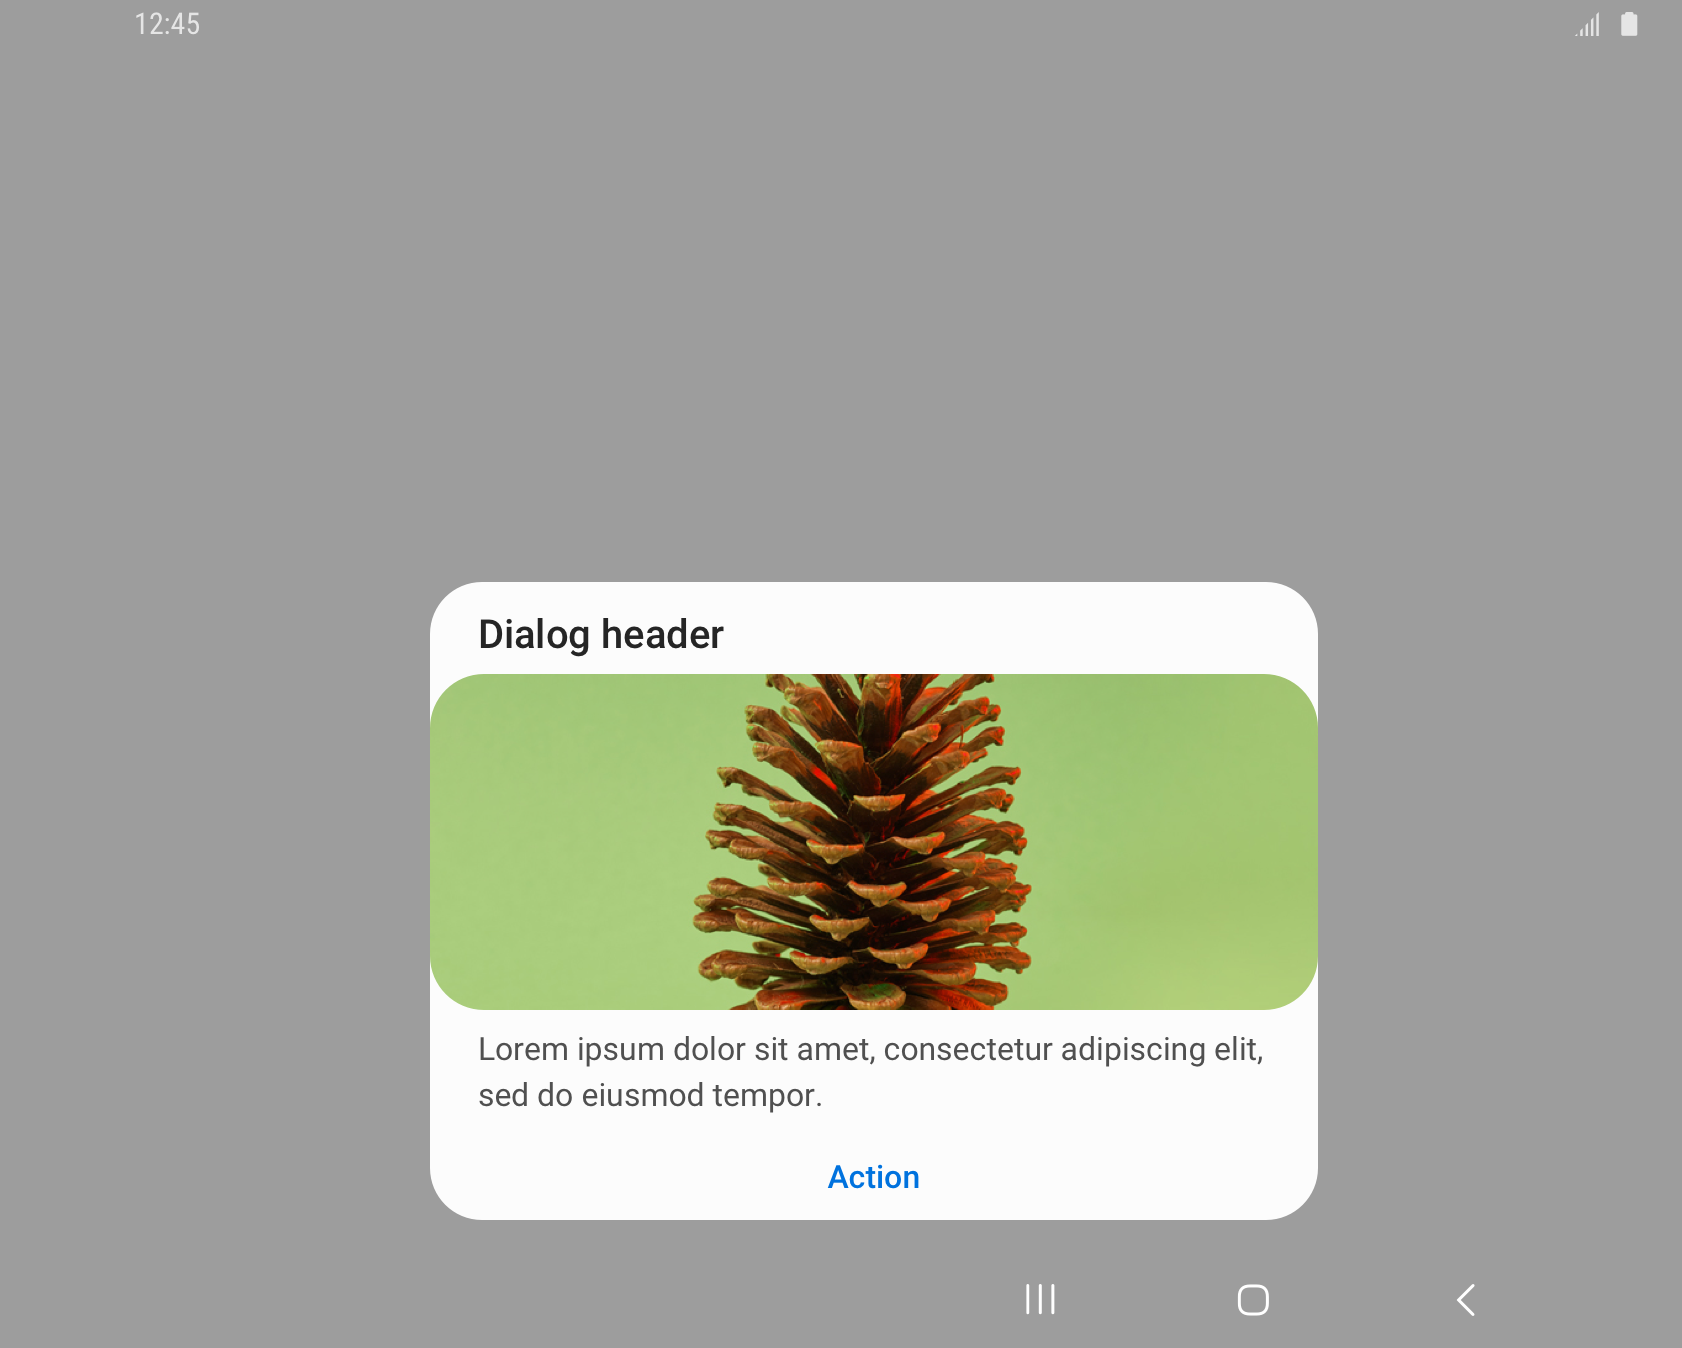 12:45
Dialog header
Lorem ipsum dolor sit amet, consectetur adipiscing elit,
sed do eiusmod tempor.
Action